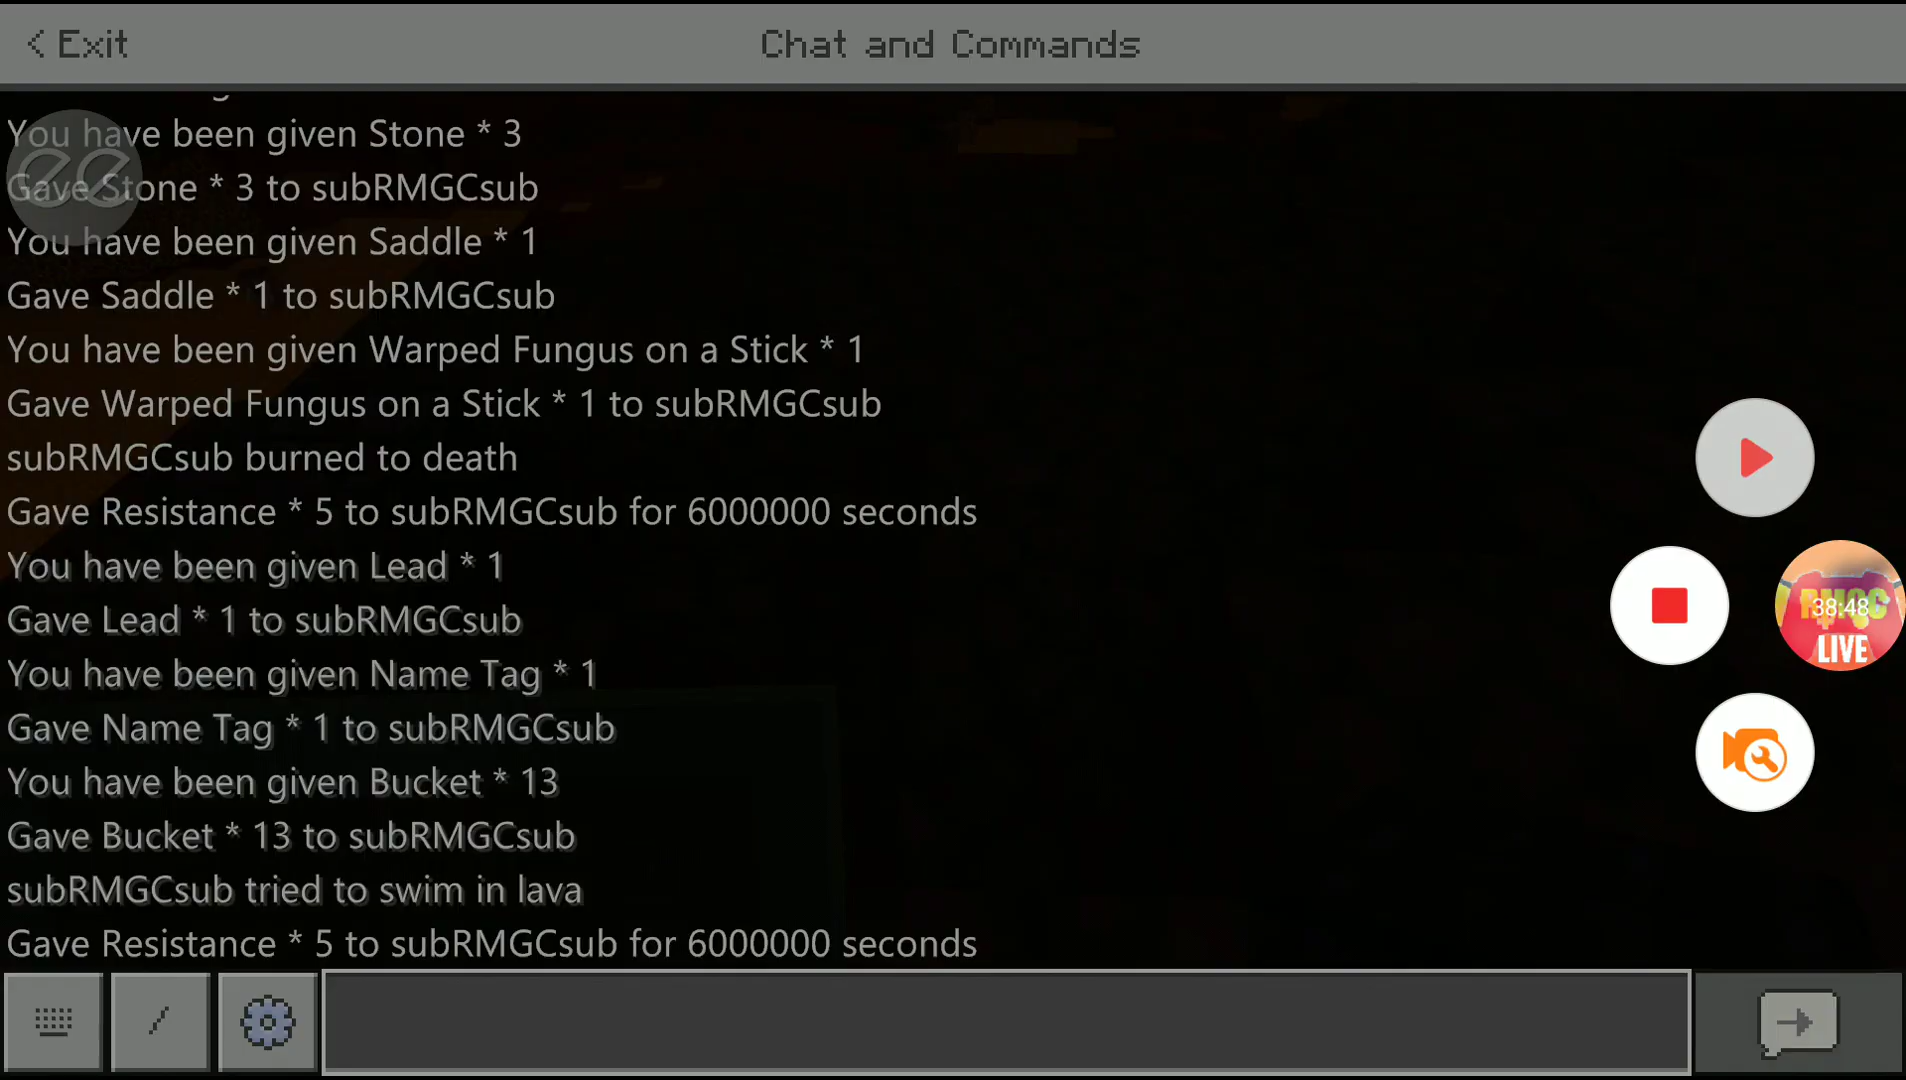 < Exit
Chat and Commands
You have been given Stone * 3
Gave Stone * 3 to subRMGCsub
You have been given Saddle * 1
Gave Saddle * 1 to subRMGCsub
You have been given Warped Fungus on a Stick * 1
Gave Warped Fungus on a Stick * 1 to subRMGCsub
subRMGCsub burned to death
Gave Resistance * 5 to subRMGCsub for 6000000 seconds
You have been given Lead * 1
Gave Lead * 1 to subRMGCsub
You have been given Name Tag * 1
Gave Name Tag * 1 to subRMGCsub
You have been given Bucket * 13
Gave Bucket * 13 to subRMGCsub
subRMGCsub tried to swim in lava
Gave Resistance * 5 to subRMGCsub for 6000000 seconds
/
RMGC
38:48
LIVE